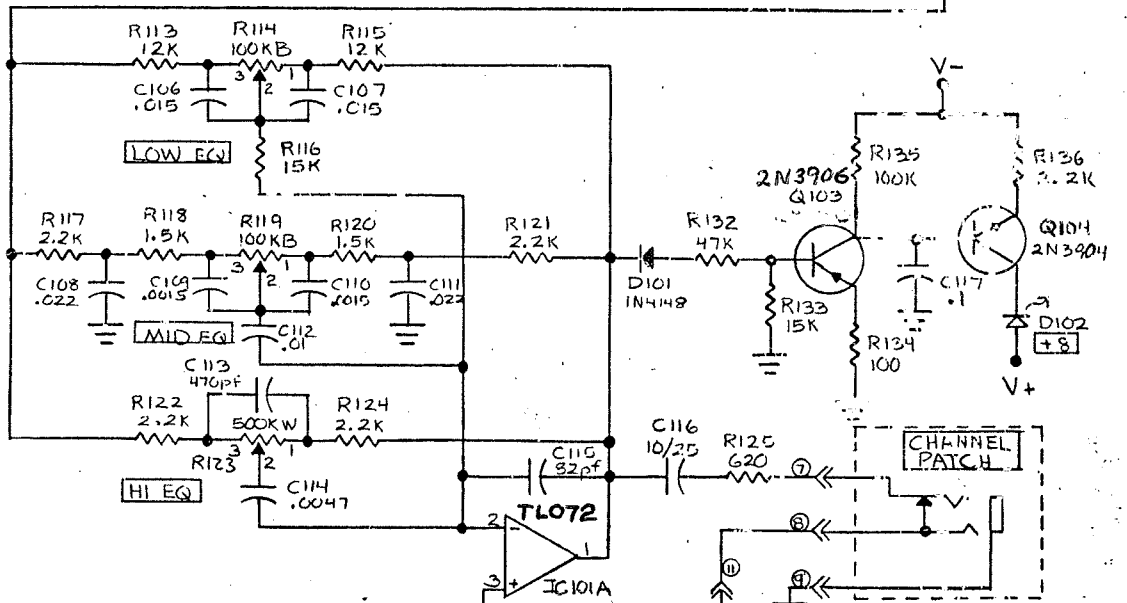 R113
12K
R114
100KB
R115
12K
3
1
2
C106
.015
C107
.015
LOW EQ
R116
15K
R117
2.2K
R118
1.5K
R119
100KB
R120
1.5K
R121
2.2K
3
1
2
C108
.022
C109
.0015
C110
.0015
C111
.022
MID EQ
C112
.01
C113
470pf
R122
2.2K
500KW
R124
2.2K
3
1
2
R123
HI EQ
C114
.0047
C115
82pf
C116
10/25
R125
620
TL072
2
-
3
+
1
IC101A
D101
1N4148
R132
47K
R133
15K
2N3906
Q103
R134
100
R135
100K
V-
R136
2.2K
Q104
2N3904
C117
.1
D102
+8
V+
CHANNEL
PATCH
7
8
9
11